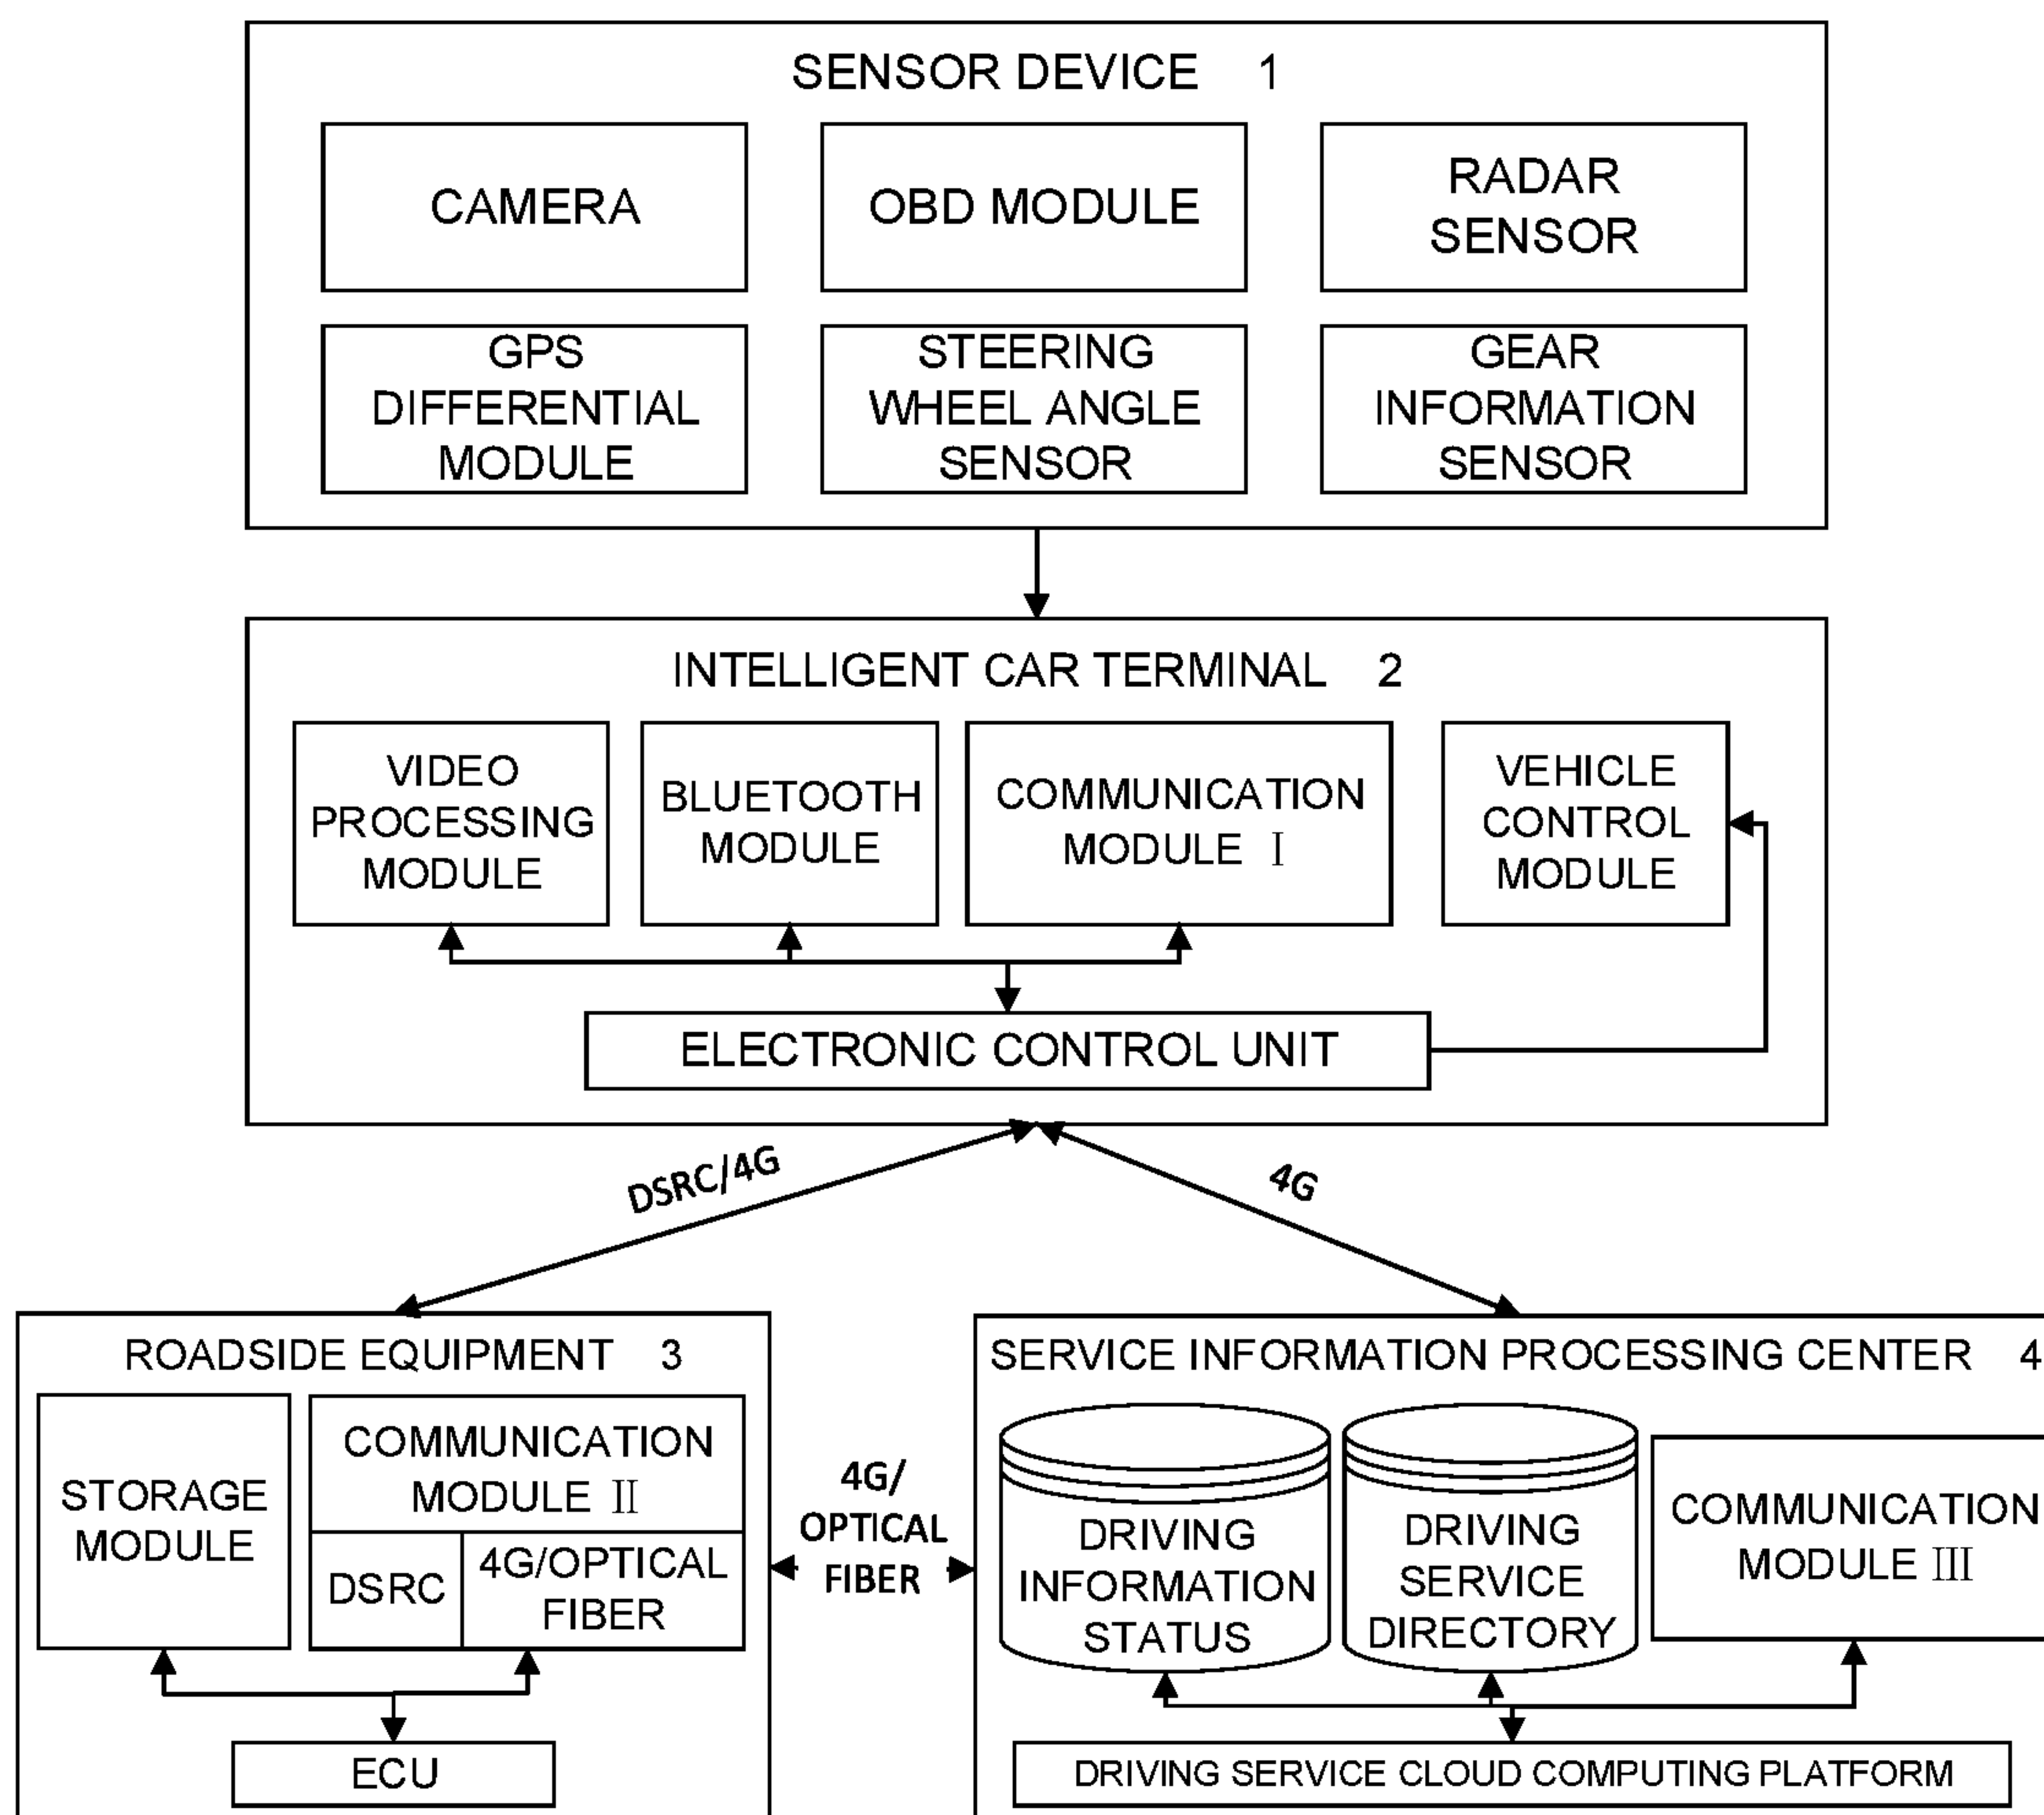 SENSOR DEVICE 1
CAMERA
OBD MODULE
RADAR
SENSOR
GPS
DIFFERENTIAL
MODULE
STEERING
WHEEL ANGLE
SENSOR
GEAR
INFORMATION
SENSOR
INTELLIGENT CAR TERMINAL 2
VIDEO
PROCESSING
MODULE
BLUETOOTH
MODULE
COMMUNICATION
MODULE Ⅰ
VEHICLE
CONTROL
MODULE
ELECTRONIC CONTROL UNIT
DSRC/4G
4G
ROADSIDE EQUIPMENT 3
STORAGE
MODULE
COMMUNICATION
MODULE Ⅱ
DSRC
4G/OPTICAL
FIBER
ECU
4G/
OPTICAL
FIBER
SERVICE INFORMATION PROCESSING CENTER 4
DRIVING
INFORMATION
STATUS
DRIVING
SERVICE
DIRECTORY
COMMUNICATION
MODULE Ⅲ
DRIVING SERVICE CLOUD COMPUTING PLATFORM